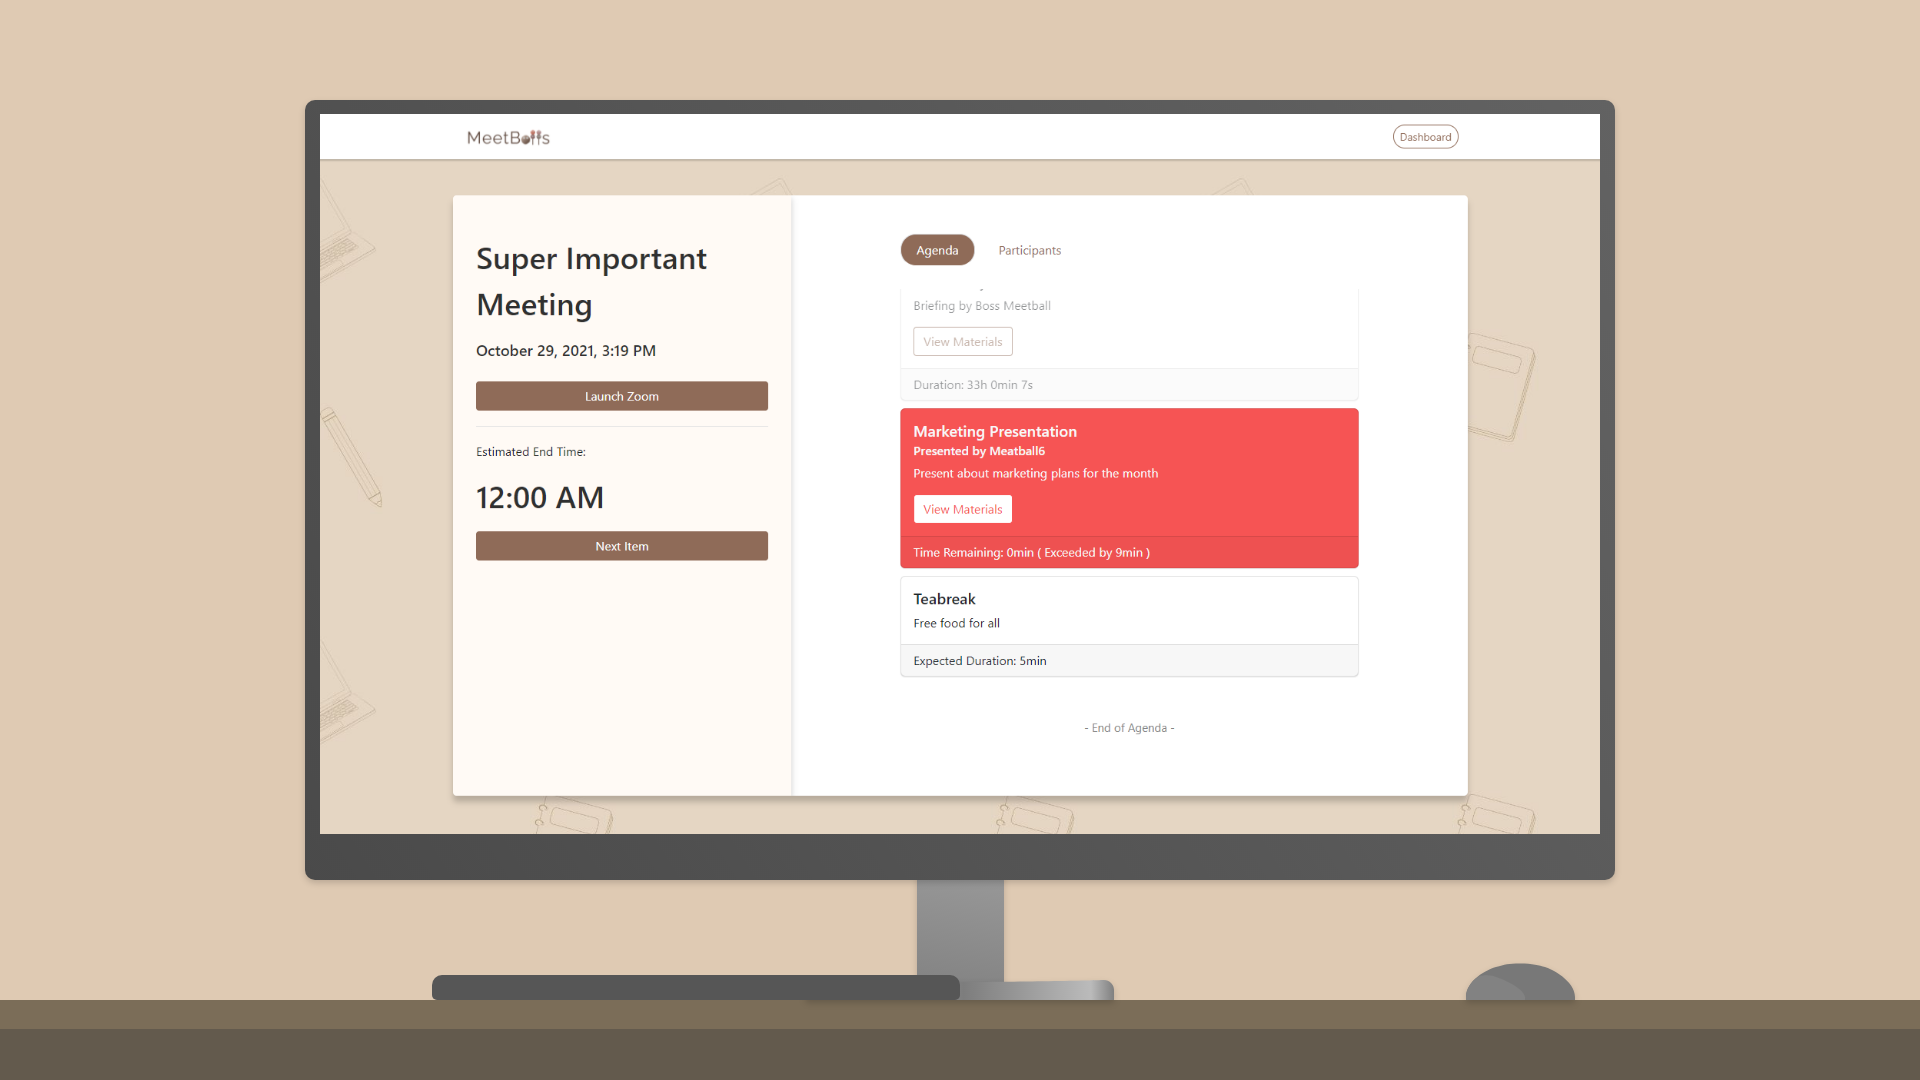 MeetBalls
Dashboard
Super Important
Meeting
October 29, 2021, 3:19 PM
Launch Zoom
Estimated End Time:
12:00 AM
Next Item
Agenda
Participants
Briefing by Boss Meetball
View Materials
Duration: 33h 0min 7s
Marketing Presentation
Presented by Meatball6
Present about marketing plans for the month
View Materials
Time Remaining: 0min ( Exceeded by 9min )
Teabreak
Free food for all
Expected Duration: 5min
- End of Agenda -